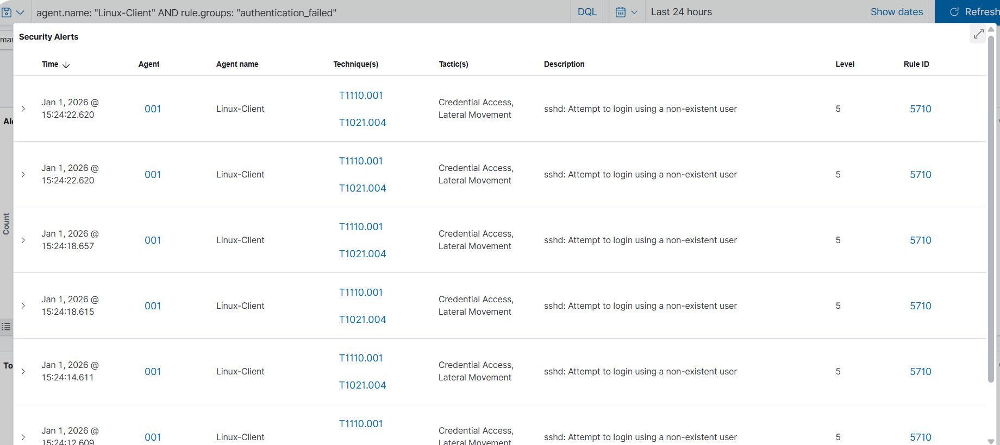 agent.name: "Linux-Client" AND rule.groups: "authentication_failed" DQL Last 24 hours Show dates Refresh
Security Alerts
Time Agent Agent name Technique(s) Tactic(s) Description Level Rule ID
T1110.001
Jan 1, 2026 @ Credential Access,
001 Linux-Client sshd: Attempt to login using a non-existent user 5 5710
15:24:22.620 Lateral Movement
T1021.004
T1110.001
Jan 1, 2026 @ Credential Access,
001 Linux-Client sshd: Attempt to login using a non-existent user 5 5710
15:24:22.620 Lateral Movement
T1021.004
T1110.001
Jan 1, 2026 @ Credential Access,
001 Linux-Client sshd: Attempt to login using a non-existent user 5 5710
15:24:18.657 Lateral Movement
T1021.004
Count
T1110.001
Jan 1, 2026 @ Credential Access,
001 Linux-Client sshd: Attempt to login using a non-existent user 5 5710
15:24:18.615 Lateral Movement
T1021.004
T1110.001
Jan 1, 2026 @ Credential Access,
001 Linux-Client sshd: Attempt to login using a non-existent user 5 5710
15:24:14.611 Lateral Movement
T1021.004
T1110.001
Jan 1, 2026 @ Credential Access,
001 Linux-Client sshd: Attempt to login using a non-existent user 5 5710
15:24:12.609 Lateral Movement